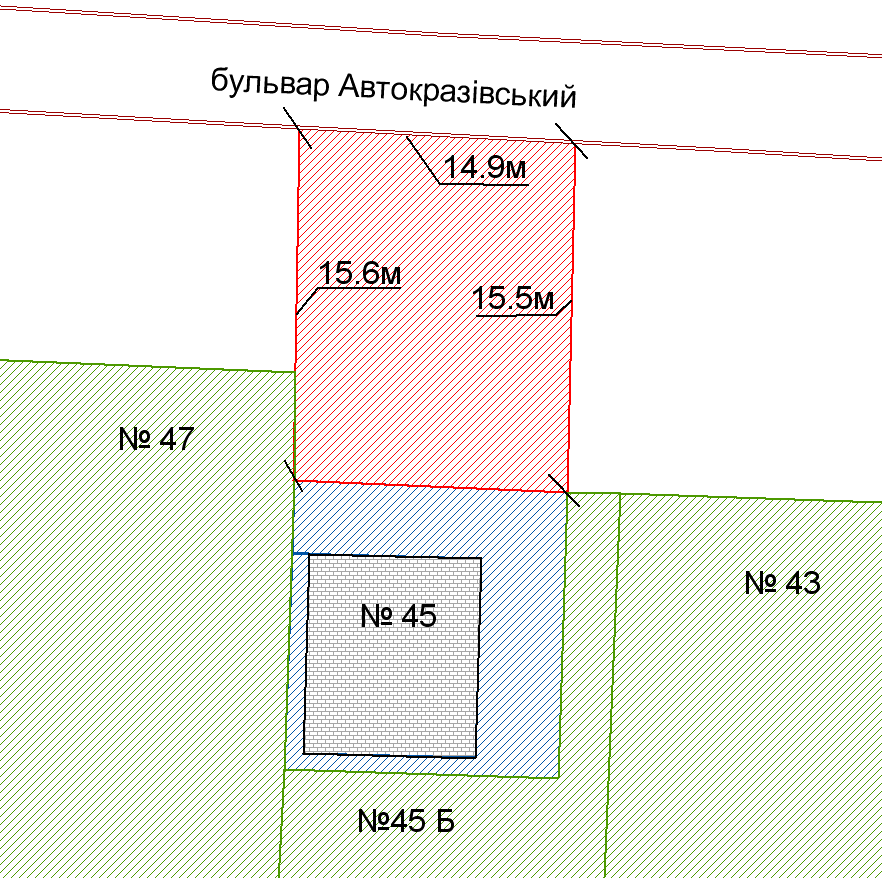 бульвар Автокразівський
14.9м
15.6м
15.5м
№ 47
№ 43
№ 45
№45 Б